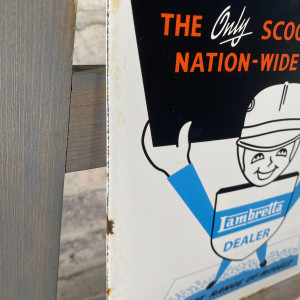 THE Only SCOO
NATION-WIDE
Lambretta
DEALER